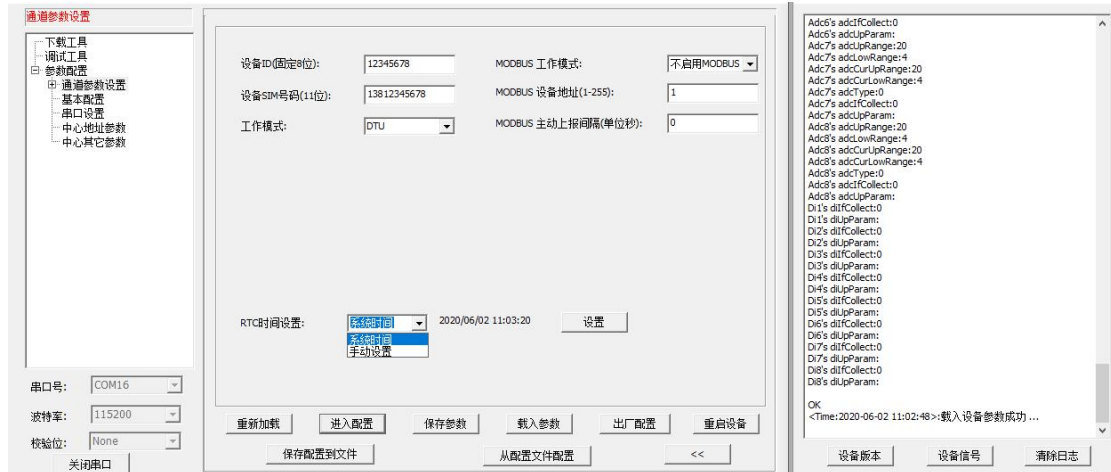 通道参数设置
下载工具
调试工具
参数配置
通道参数设置
基本配置
串口设置
中心地址参数
中心其它参数
串口号: COM16
波特率: 115200
校验位: None
关闭串口
设备ID(固定8位): 12345678
设备SIM号码(11位): 13812345678
工作模式: DTU
MODBUS 工作模式: 不启用MODBUS
MODBUS 设备地址(1-255): 1
MODBUS 主动上报间隔(单位秒): 0
RTC时间设置: 系统时间 2020/06/02 11:03:20 设置
系统时间
手动设置
重新加载 进入配置 保存参数 载入参数 出厂配置 重启设备
保存配置到文件 从配置文件配置 <<
Adc6's adcIfCollect:0
Adc6's adcUpParam:
Adc7's adcUpRange:20
Adc7's adcLowRange:4
Adc7's adcCurUpRange:20
Adc7's adcCurLowRange:4
Adc7's adcType:0
Adc7's adcIfCollect:0
Adc7's adcUpParam:
Adc8's adcUpRange:20
Adc8's adcLowRange:4
Adc8's adcCurUpRange:20
Adc8's adcCurLowRange:4
Adc8's adcType:0
Adc8's adcIfCollect:0
Adc8's adcUpParam:
Di1's diIfCollect:0
Di1's diUpParam:
Di2's diIfCollect:0
Di2's diUpParam:
Di3's diIfCollect:0
Di3's diUpParam:
Di4's diIfCollect:0
Di4's diUpParam:
Di5's diIfCollect:0
Di5's diUpParam:
Di6's diIfCollect:0
Di6's diUpParam:
Di7's diIfCollect:0
Di7's diUpParam:
Di8's diIfCollect:0
Di8's diUpParam:
OK
<Time:2020-06-02 11:02:48>:载入设备参数成功 ...
设备版本 设备信号 清除日志